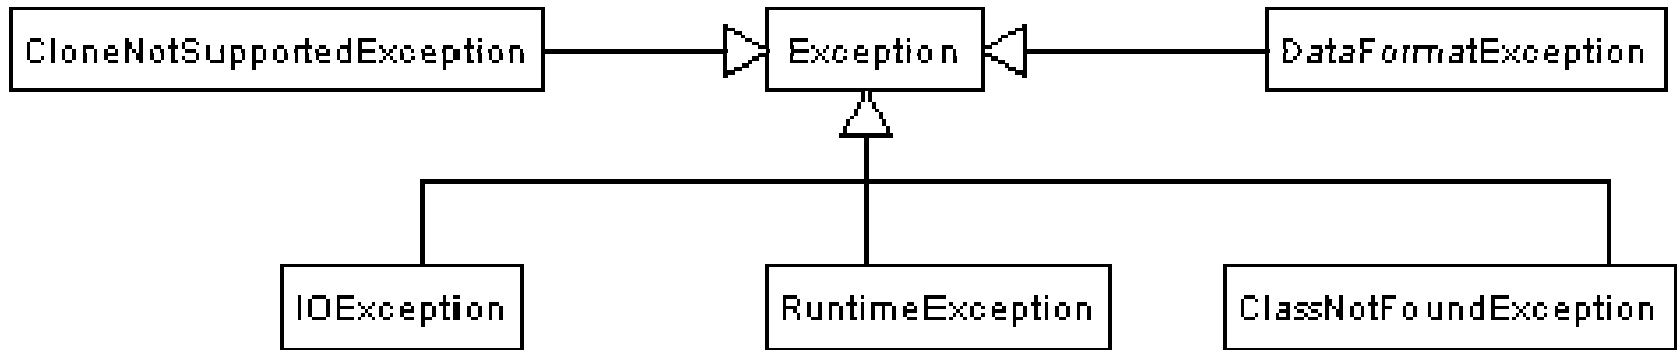 CloneNotSupportedException
Exception
DataFormatException
IOException
RuntimeException
ClassNotFoundException